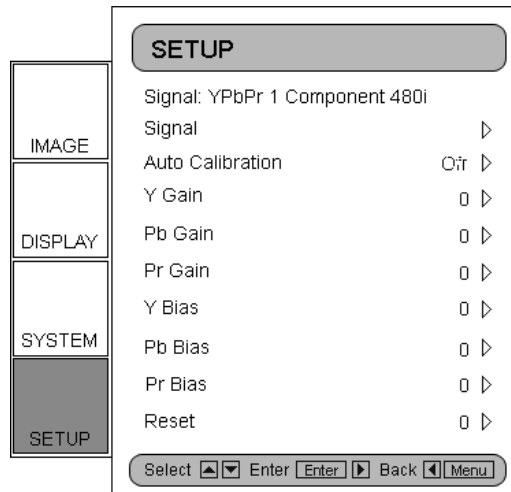 SETUP
Signal: YPbPr 1 Component 480i
Signal
Auto Calibration
Y Gain 0
Pb Gain 0
Pr Gain 0
Y Bias 0
Pb Bias 0
Pr Bias 0
Reset 0
Select Enter Enter Back Menu
IMAGE
DISPLAY
SYSTEM
SETUP